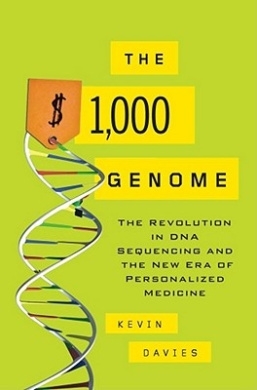 THE
$ 1,000
GENOME
THE REVOLUTION
IN DNA
SEQUENCING AND
THE NEW ERA OF
PERSONALIZED
MEDICINE
KEVIN
DAVIES